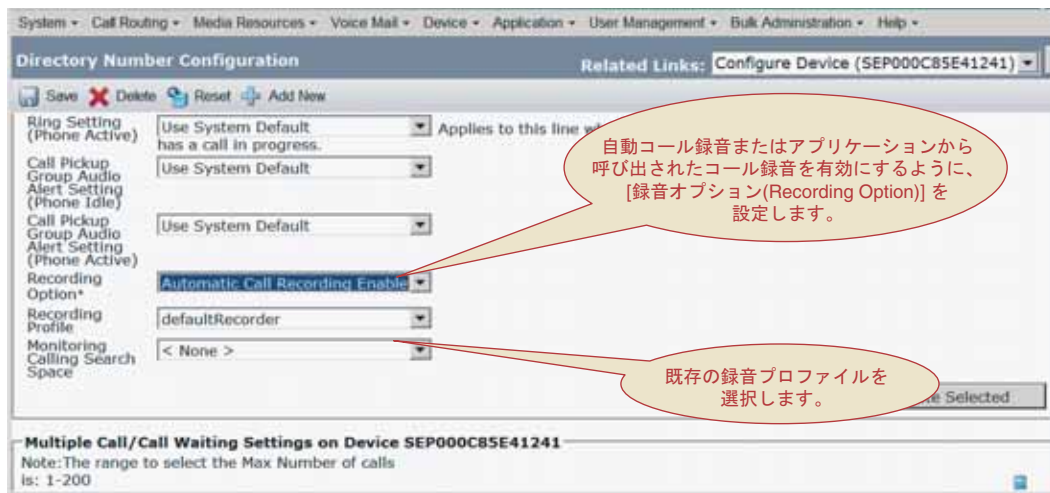 System Call Routing Media Resources Voice Mail Device Application User Management Bulk Administration Help
Directory Number Configuration
Related Links: Configure Device (SEP000C85E41241)
Save Delete Reset Add New
Ring Setting
(Phone Active)
Use System Default
Applies to this line
has a call in progress.
Call Pickup
Group Audio
Alert Setting
(Phone Idle)
Use System Default
Call Pickup
Group Audio
Alert Setting
(Phone Active)
Use System Default
Recording
Option*
Automatic Call Recording Enable
Recording
Profile
defaultRecorder
Monitoring
Calling Search
Space
< None >
自動コール録音またはアプリケーションから
呼び出されたコール録音を有効にするように、
[録音オプション(Recording Option)] を
設定します。
既存の録音プロファイルを
選択します。
Selected
Multiple Call/Call Waiting Settings on Device SEP000C85E41241
Note:The range to select the Max Number of calls
is: 1-200